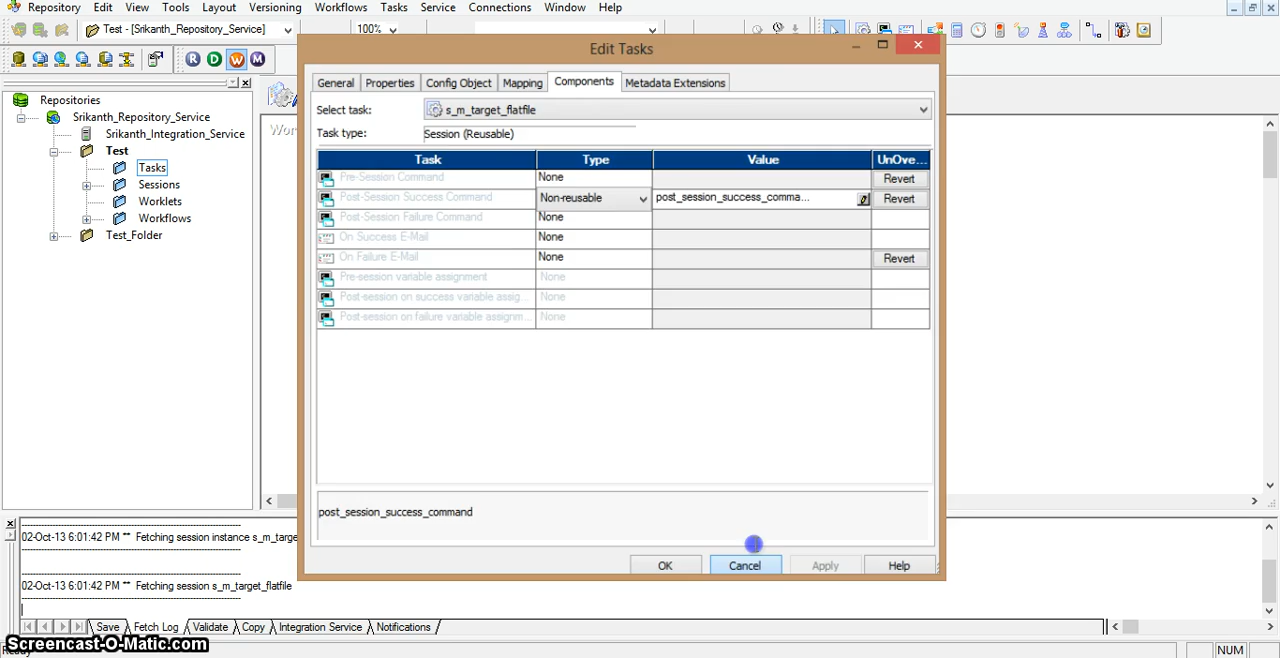 Repository Edit View Tools Layout Versioning Workflows Tasks Service Connections Window Help
Test - [Srikanth_Repository_Service] 100%
R D W M
Edit Tasks
General Properties Config Object Mapping Components Metadata Extensions
Repositories
Srikanth_Repository_Service
Srikanth_Integration_Service
Test
Tasks
Sessions
Worklets
Workflows
Test_Folder
Select task: s_m_target_flatfile
Task type: Session (Reusable)
Task Type Value UnOve...
Pre-Session Command None Revert
Post-Session Success Command Non-reusable post_session_success_comma... Revert
Post-Session Failure Command None
On Success E-Mail None
On Failure E-Mail None Revert
Pre-session variable assignment None
Post-session on success variable assig... None
Post-session on failure variable assignm... None
post_session_success_command
OK Cancel Apply Help
02-Oct-13 6:01:42 PM ** Fetching session instance s_m_targe
02-Oct-13 6:01:42 PM ** Fetching session s_m_target_flatfile
Save Fetch Log Validate Copy Integration Service Notifications
Screencast-O-Matic.com
NUM